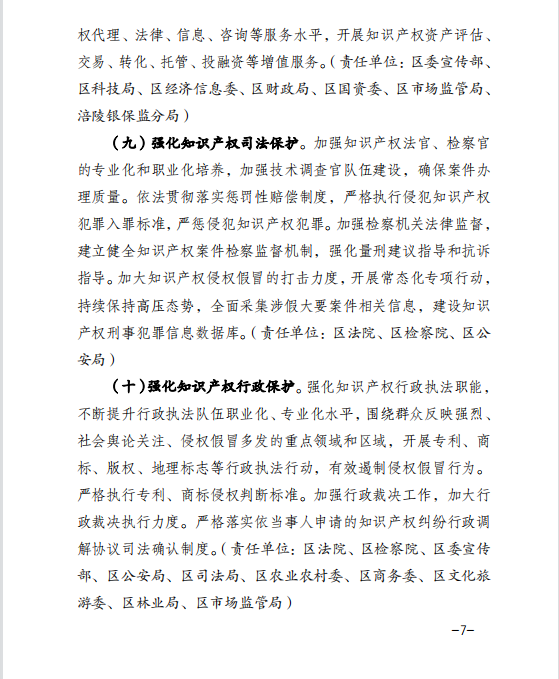 权代理、法律、信息、咨询等服务水平，开展知识产权资产评估、
交易、转化、托管、投融资等增值服务。（责任单位：区委宣传部、
区科技局、区经济信息委、区财政局、区国资委、区市场监管局、
涪陵银保监分局）
（九）强化知识产权司法保护。加强知识产权法官、检察官
的专业化和职业化培养，加强技术调查官队伍建设，确保案件办
理质量。依法贯彻落实惩罚性赔偿制度，严格执行侵犯知识产权
犯罪入罪标准，严惩侵犯知识产权犯罪。加强检察机关法律监督，
建立健全知识产权案件检察监督机制，强化量刑建议指导和抗诉
指导。加大知识产权侵权假冒的打击力度，开展常态化专项行动，
持续保持高压态势，全面采集涉假大要案件相关信息，建设知识
产权刑事犯罪信息数据库。（责任单位：区法院、区检察院、区公
安局）
（十）强化知识产权行政保护。强化知识产权行政执法职能，
不断提升行政执法队伍职业化、专业化水平，围绕群众反映强烈、
社会舆论关注、侵权假冒多发的重点领域和区域，开展专利、商
标、版权、地理标志等行政执法行动，有效遏制侵权假冒行为。
严格执行专利、商标侵权判断标准。加强行政裁决工作，加大行
政裁决执行力度。严格落实依当事人申请的知识产权纠纷行政调
解协议司法确认制度。（责任单位：区法院、区检察院、区委宣传
部、区公安局、区司法局、区农业农村委、区商务委、区文化旅
游委、区林业局、区市场监管局）
—7—